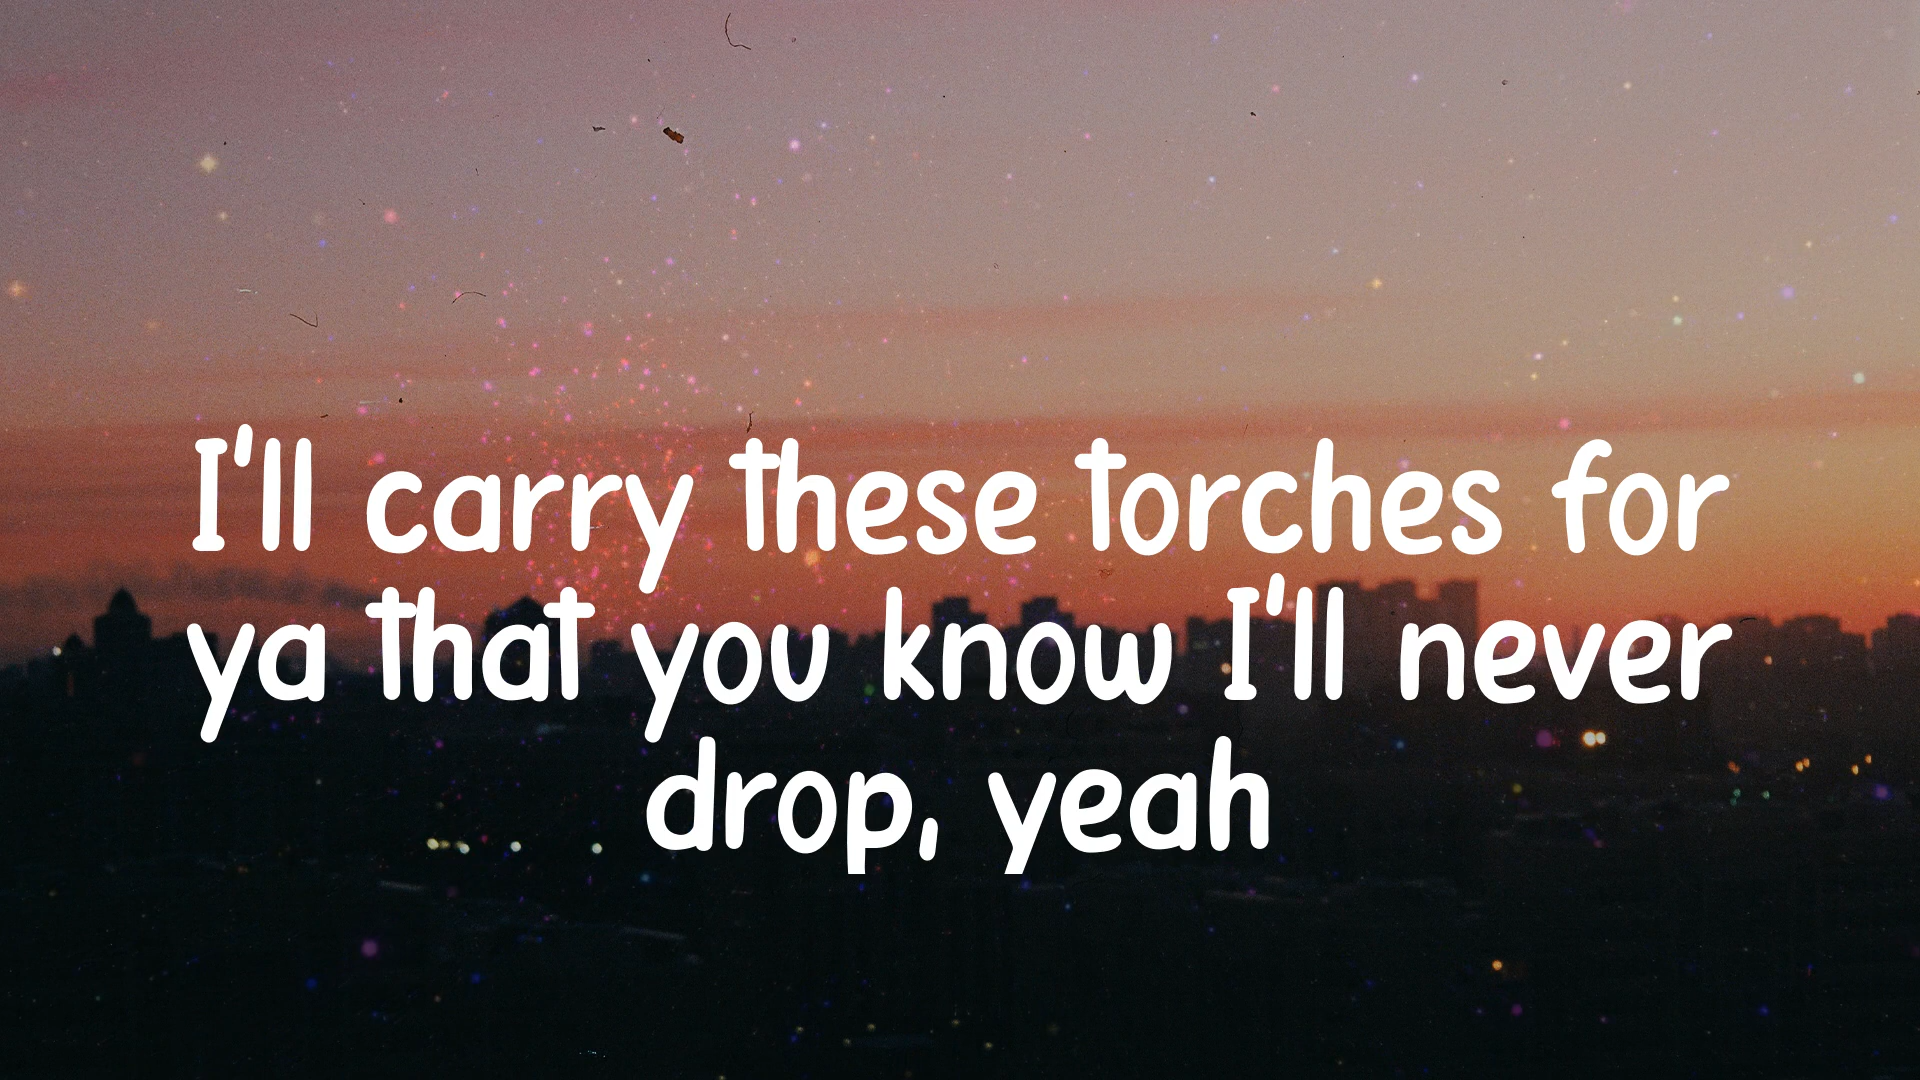 I'll carry these torches for
ya that you know I'll never
drop, yeah